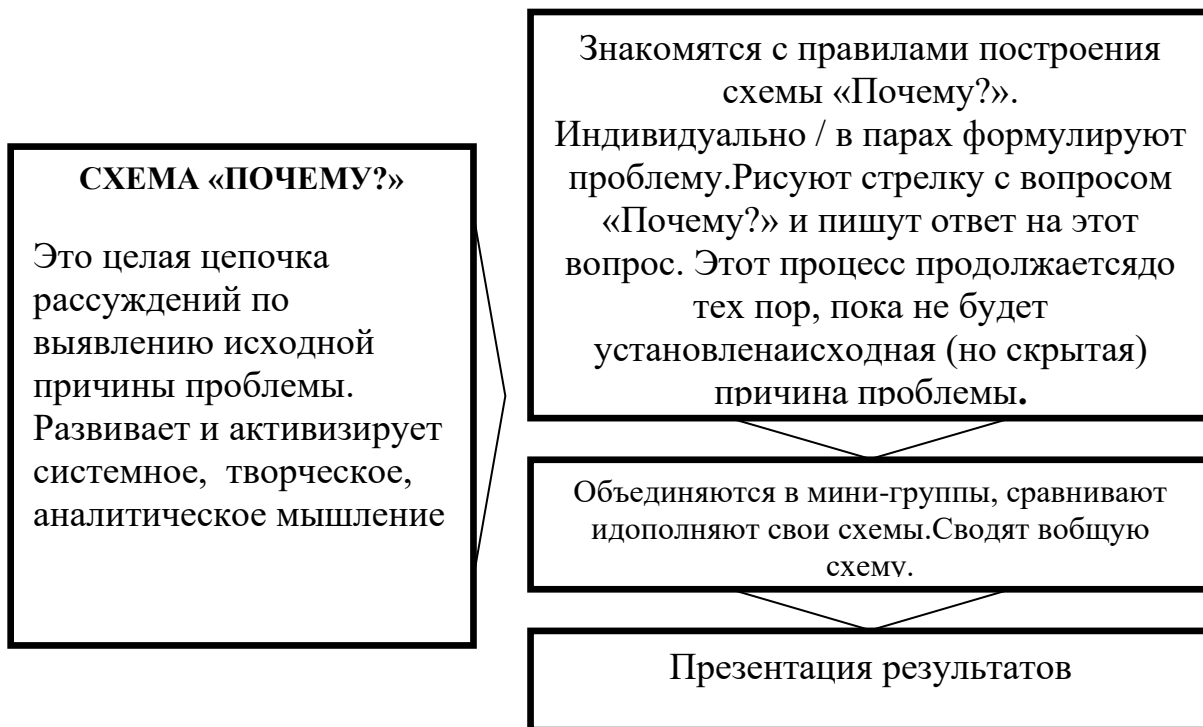 СХЕМА «ПОЧЕМУ?»
Это целая цепочка
рассуждений по
выявлению исходной
причины проблемы.
Развивает и активизирует
системное, творческое,
аналитическое мышление
Знакомятся с правилами построения
схемы «Почему?».
Индивидуально / в парах формулируют
проблему.Рисуют стрелку с вопросом
«Почему?» и пишут ответ на этот
вопрос. Этот процесс продолжаетсядо
тех пор, пока не будет
установленаисходная (но скрытая)
причина проблемы.
Объединяются в мини-группы, сравнивают
идополняют свои схемы.Сводят вобщую
схему.
Презентация результатов